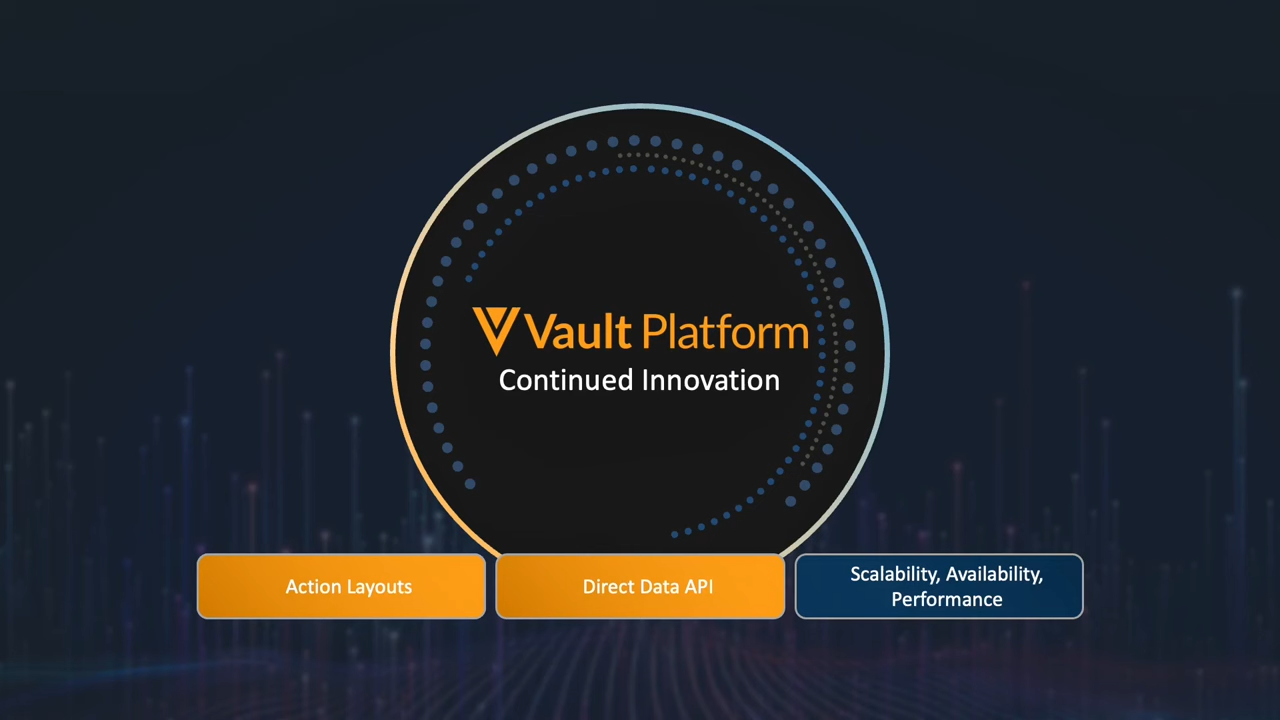 Vault Platform
Continued Innovation
Action Layouts
Direct Data API
Scalability, Availability,
Performance